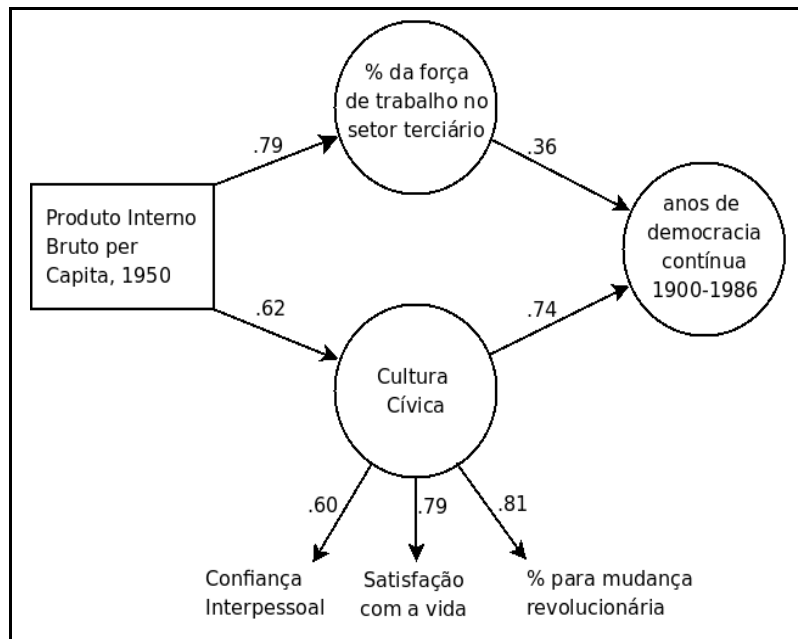 % da força
de trabalho no
setor terciário
.79
.36
Produto Interno
Bruto per
Capita, 1950
anos de
democracia
contínua
1900-1986
.62
.74
Cultura
Cívica
.60
.79
.81
Confiança
Interpessoal
Satisfação
com a vida
% para mudança
revolucionária